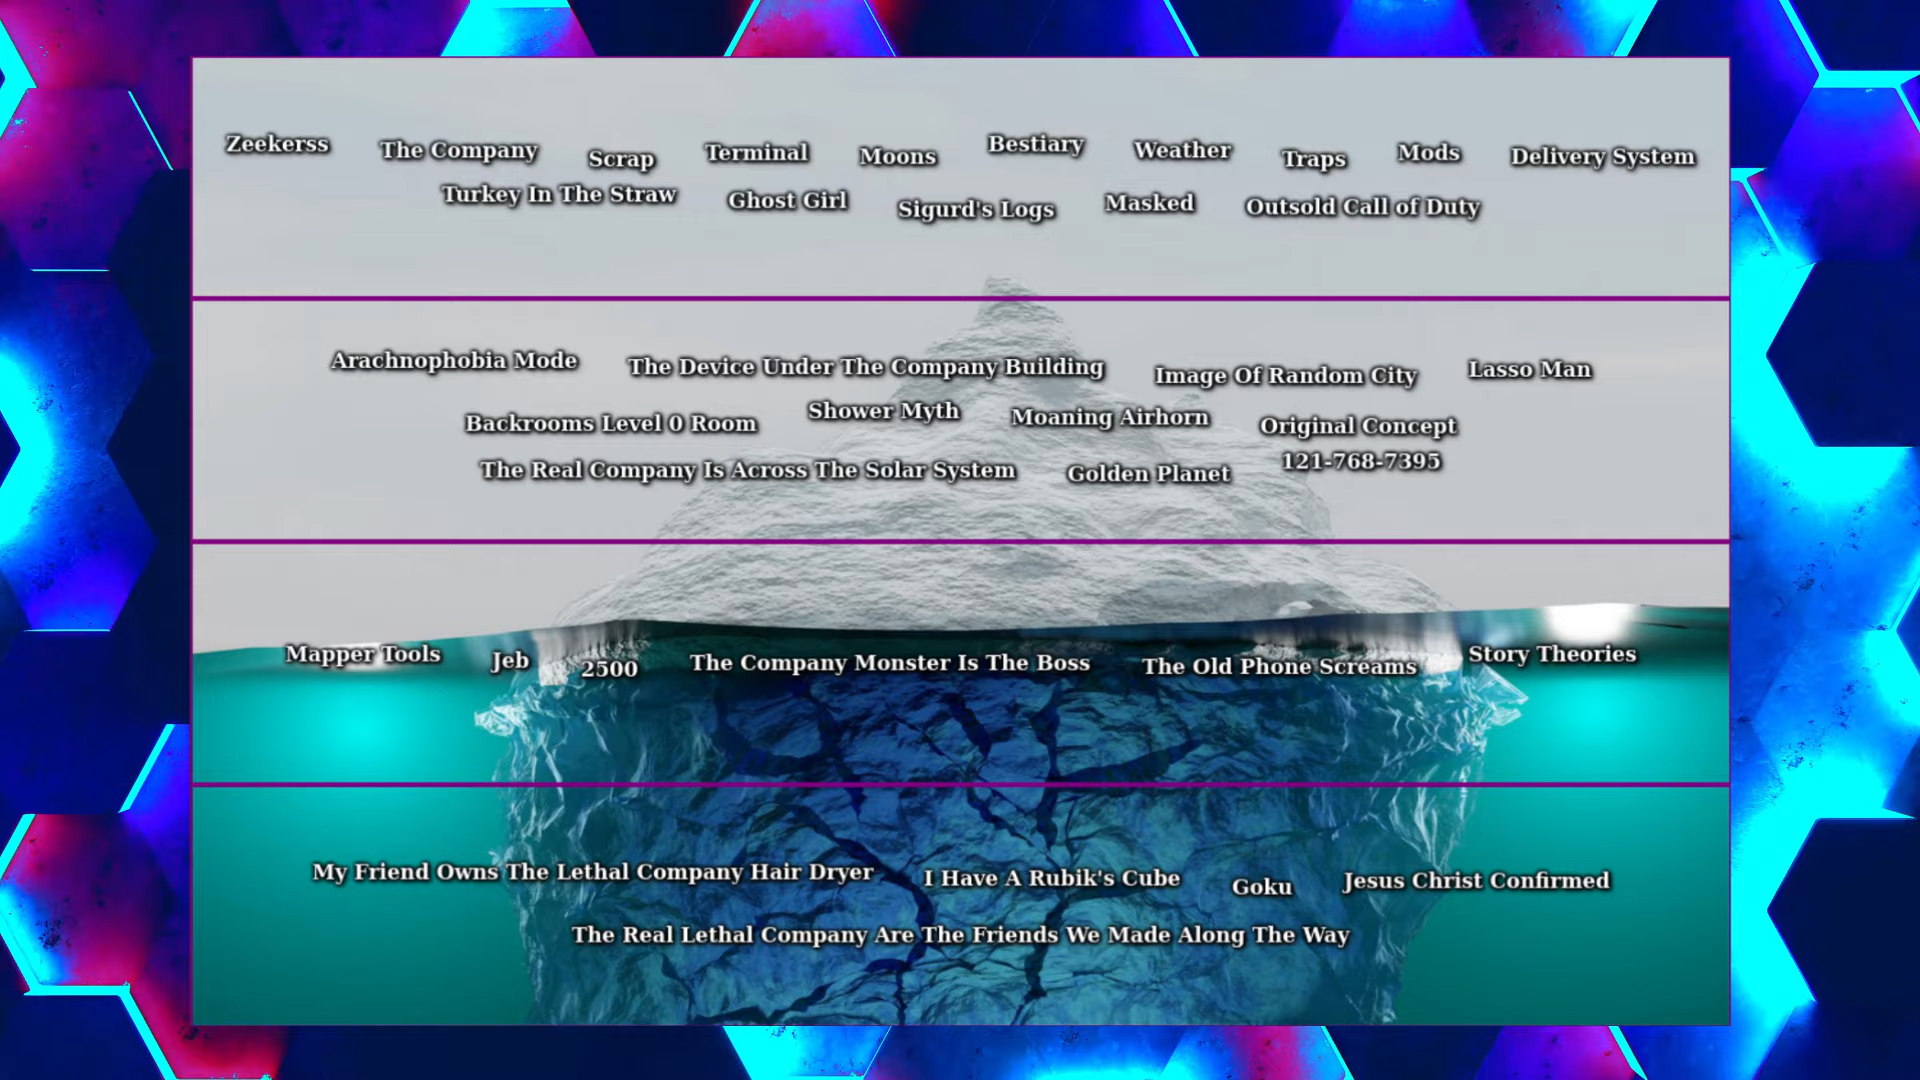 Zeekerss The Company Scrap Terminal Moons Bestiary Weather Traps Mods Delivery System
Turkey In The Straw Ghost Girl Sigurd's Logs Masked Outsold Call of Duty
Arachnophobia Mode The Device Under The Company Building Image Of Random City Lasso Man
Backrooms Level 0 Room Shower Myth Moaning Airhorn Original Concept
The Real Company Is Across The Solar System Golden Planet 121-768-7395
Mapper Tools Jeb 2500 The Company Monster Is The Boss The Old Phone Screams Story Theories
My Friend Owns The Lethal Company Hair Dryer I Have A Rubik's Cube Goku Jesus Christ Confirmed
The Real Lethal Company Are The Friends We Made Along The Way